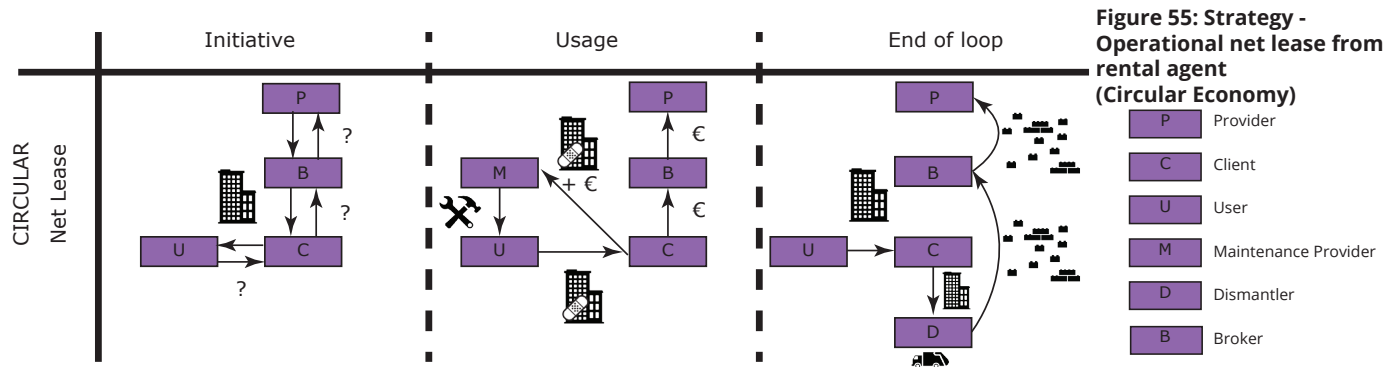 Initiative
Usage
End of loop
CIRCULAR
Net Lease
P
?
B
?
U
C
?
P
€
M
+ €
B
€
U
C
P
B
U
C
D
Figure 55: Strategy -
Operational net lease from
rental agent
(Circular Economy)
P Provider
C Client
U User
M Maintenance Provider
D Dismantler
B Broker